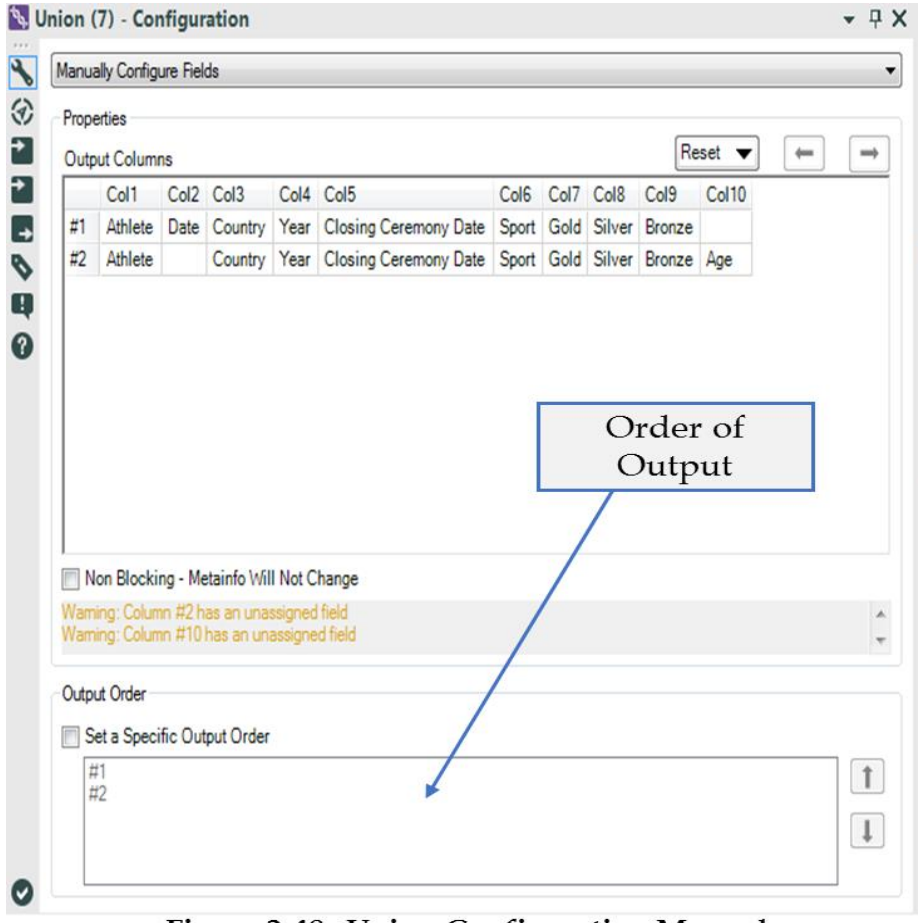 Union (7) - Configuration
Manually Configure Fields
Properties
Output Columns
Reset
Col1 Col2 Col3 Col4 Col5 Col6 Col7 Col8 Col9 Col10
#1 Athlete Date Country Year Closing Ceremony Date Sport Gold Silver Bronze
#2 Athlete Country Year Closing Ceremony Date Sport Gold Silver Bronze Age
Order of
Output
Non Blocking - Metainfo Will Not Change
Warning: Column #2 has an unassigned field
Warning: Column #10 has an unassigned field
Output Order
Set a Specific Output Order
#1
#2